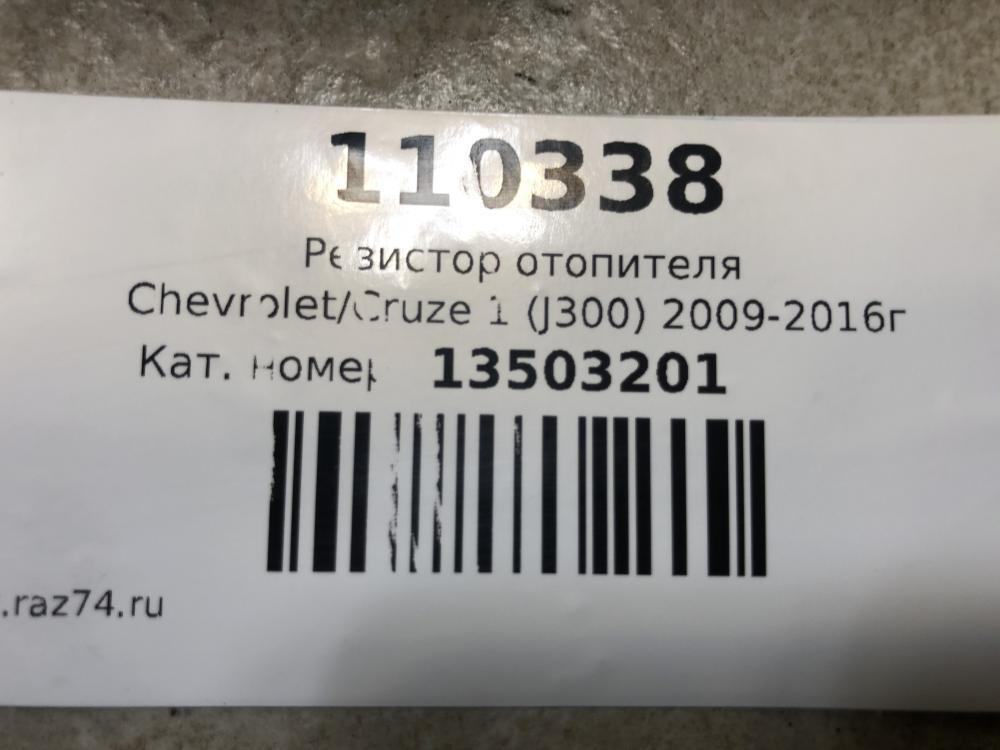 110338
Резистор отопителя
Chevrolet/Cruze 1 (J300) 2009-2016г
Кат. номер 13503201
.raz74.ru